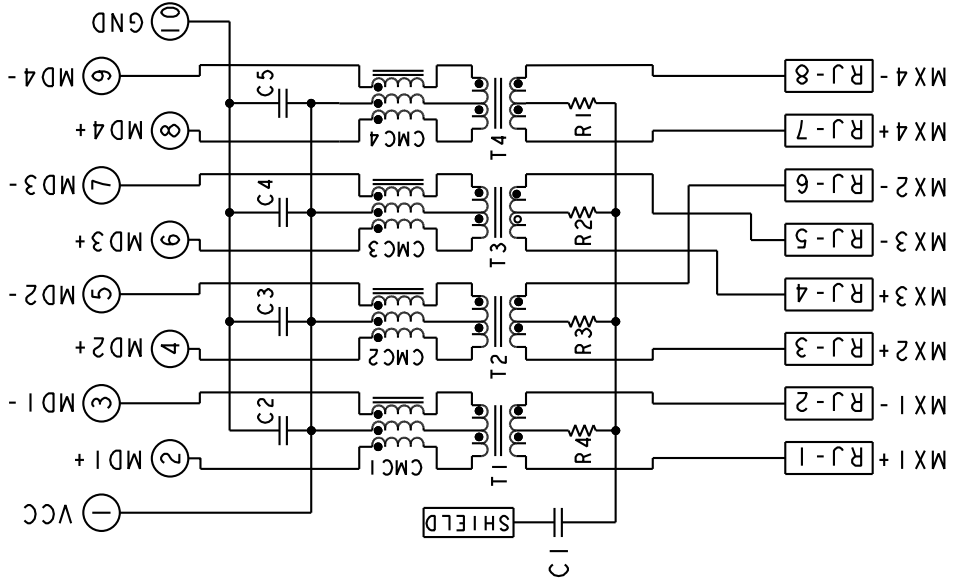 GND 10
MD4- 9
C5
CMC4
T4
R1
RJ-8 MX4-
MD4+ 8
RJ-7 MX4+
MD3- 7
C4
CMC3
T3
R2
RJ-6 MX2-
MD3+ 6
RJ-5 MX3-
MD2- 5
C3
CMC2
T2
R3
RJ-4 MX3+
MD2+ 4
RJ-3 MX2+
MD1- 3
C2
CMC1
T1
R4
RJ-2 MX1-
MD1+ 2
RJ-1 MX1+
VCC 1
SHIELD
C1